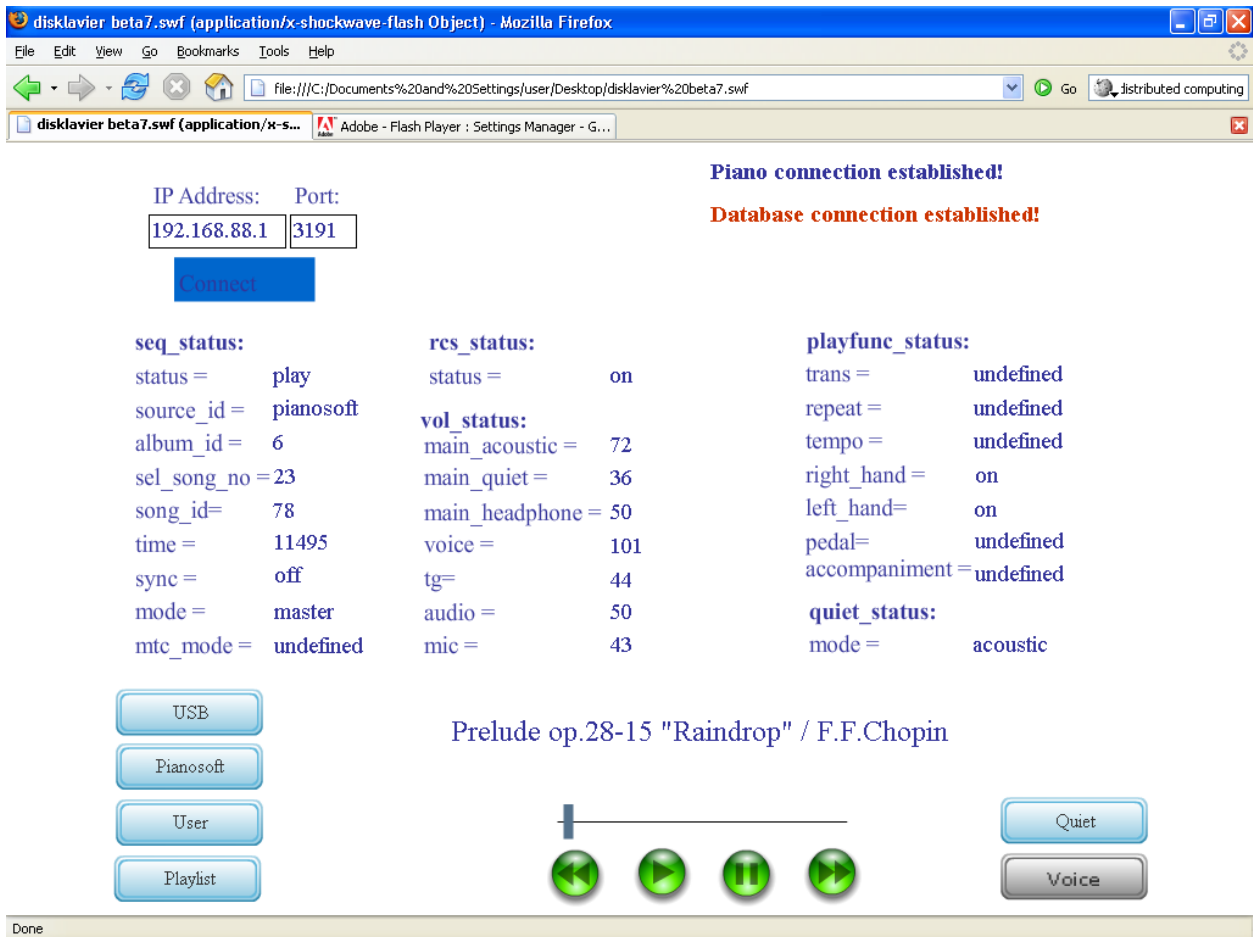 disklavier beta7.swf (application/x-shockwave-flash Object) - Mozilla Firefox
File Edit View Go Bookmarks Tools Help
file:///C:/Documents%20and%20Settings/user/Desktop/disklavier%20beta7.swf Go distributed computing
disklavier beta7.swf (application/x-s... Adobe - Flash Player : Settings Manager - G...
Piano connection established!
Database connection established!
IP Address: Port:
192.168.88.1 3191
Connect
seq_status:
status = play
source_id = pianosoft
album_id = 6
sel_song_no = 23
song_id= 78
time = 11495
sync = off
mode = master
mtc_mode = undefined
rcs_status:
status = on
vol_status:
main_acoustic = 72
main_quiet = 36
main_headphone = 50
voice = 101
tg= 44
audio = 50
mic = 43
playfunc_status:
trans = undefined
repeat = undefined
tempo = undefined
right_hand = on
left_hand= on
pedal= undefined
accompaniment = undefined
quiet_status:
mode = acoustic
USB
Pianosoft
User
Playlist
Prelude op.28-15 "Raindrop" / F.F.Chopin
Quiet
Voice
Done